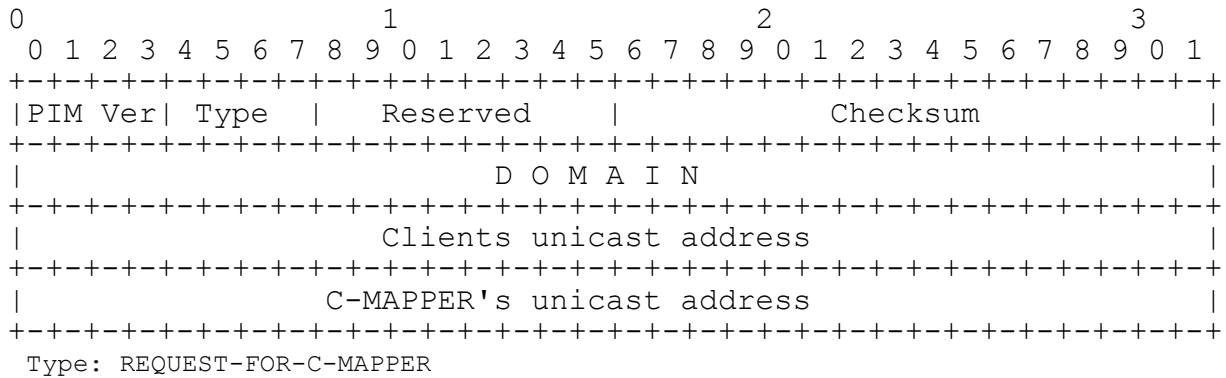 0                   1                   2                   3
 0 1 2 3 4 5 6 7 8 9 0 1 2 3 4 5 6 7 8 9 0 1 2 3 4 5 6 7 8 9 0 1
+-+-+-+-+-+-+-+-+-+-+-+-+-+-+-+-+-+-+-+-+-+-+-+-+-+-+-+-+-+-+-+-+
|PIM Ver| Type  |   Reserved    |           Checksum            |
+-+-+-+-+-+-+-+-+-+-+-+-+-+-+-+-+-+-+-+-+-+-+-+-+-+-+-+-+-+-+-+-+
|                         D O M A I N                           |
+-+-+-+-+-+-+-+-+-+-+-+-+-+-+-+-+-+-+-+-+-+-+-+-+-+-+-+-+-+-+-+-+
|                   Clients unicast address                     |
+-+-+-+-+-+-+-+-+-+-+-+-+-+-+-+-+-+-+-+-+-+-+-+-+-+-+-+-+-+-+-+-+
|                C-MAPPER's unicast address                     |
+-+-+-+-+-+-+-+-+-+-+-+-+-+-+-+-+-+-+-+-+-+-+-+-+-+-+-+-+-+-+-+-+
Type: REQUEST-FOR-C-MAPPER